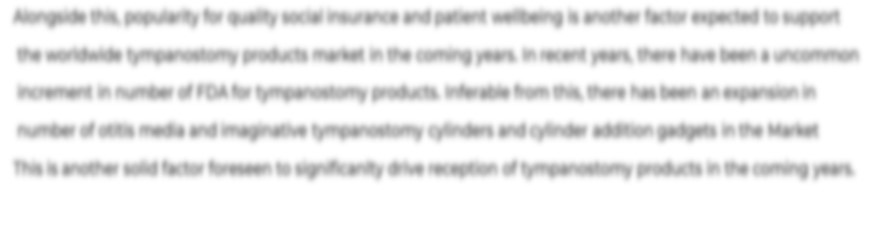 Alongside this, popularity for quality social insurance and patient wellbeing is another factor expected to support
the worldwide tympanostomy products market in the coming years. In recent years, there have been a uncommon
increment in number of FDA for tympanostomy products. Inferable from this, there has been an expansion in
number of otitis media and imaginative tympanostomy cylinders and cylinder addition gadgets in the Market
This is another solid factor foreseen to significantly drive reception of tympanostomy products in the coming years.